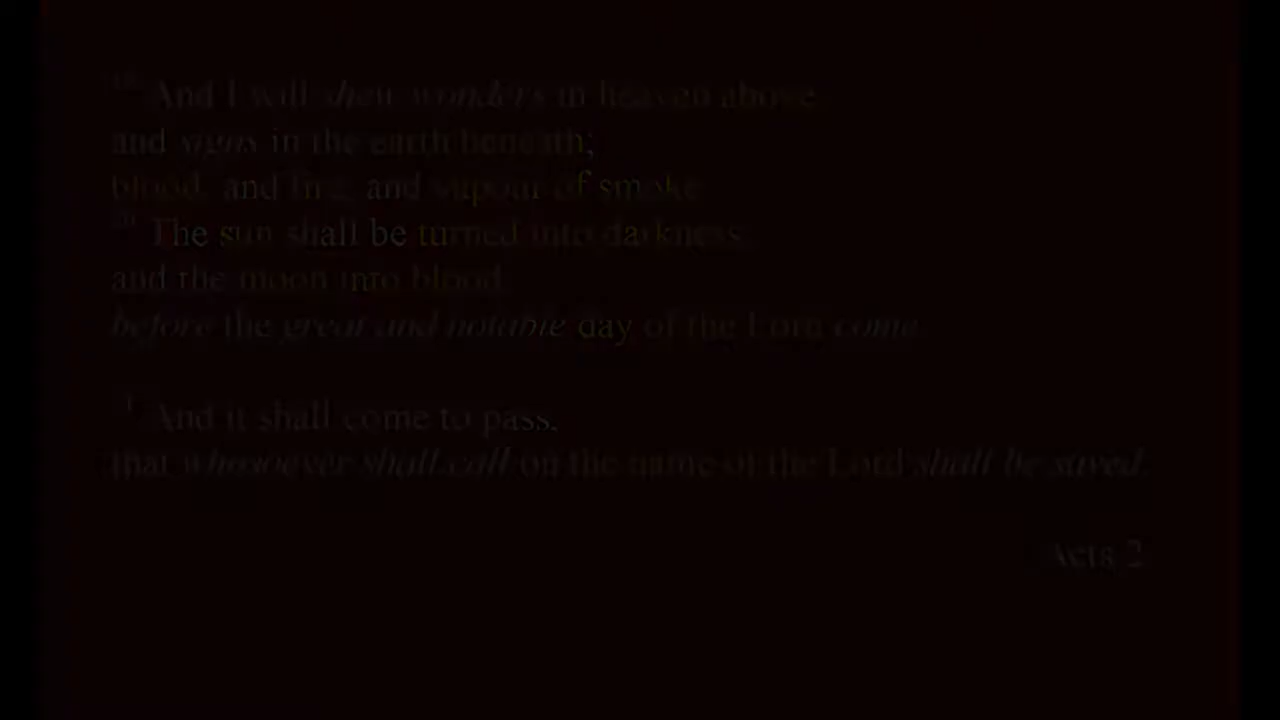 19 And I will shew wonders in heaven above
and signs in the earth beneath;
blood, and fire, and vapour of smoke
20 The sun shall be turned into darkness,
and the moon into blood
before the great and notable day of the Lord come
And it shall come to pass,
that whosoever shall call on the name of the Lord shall be saved.
Acts 2